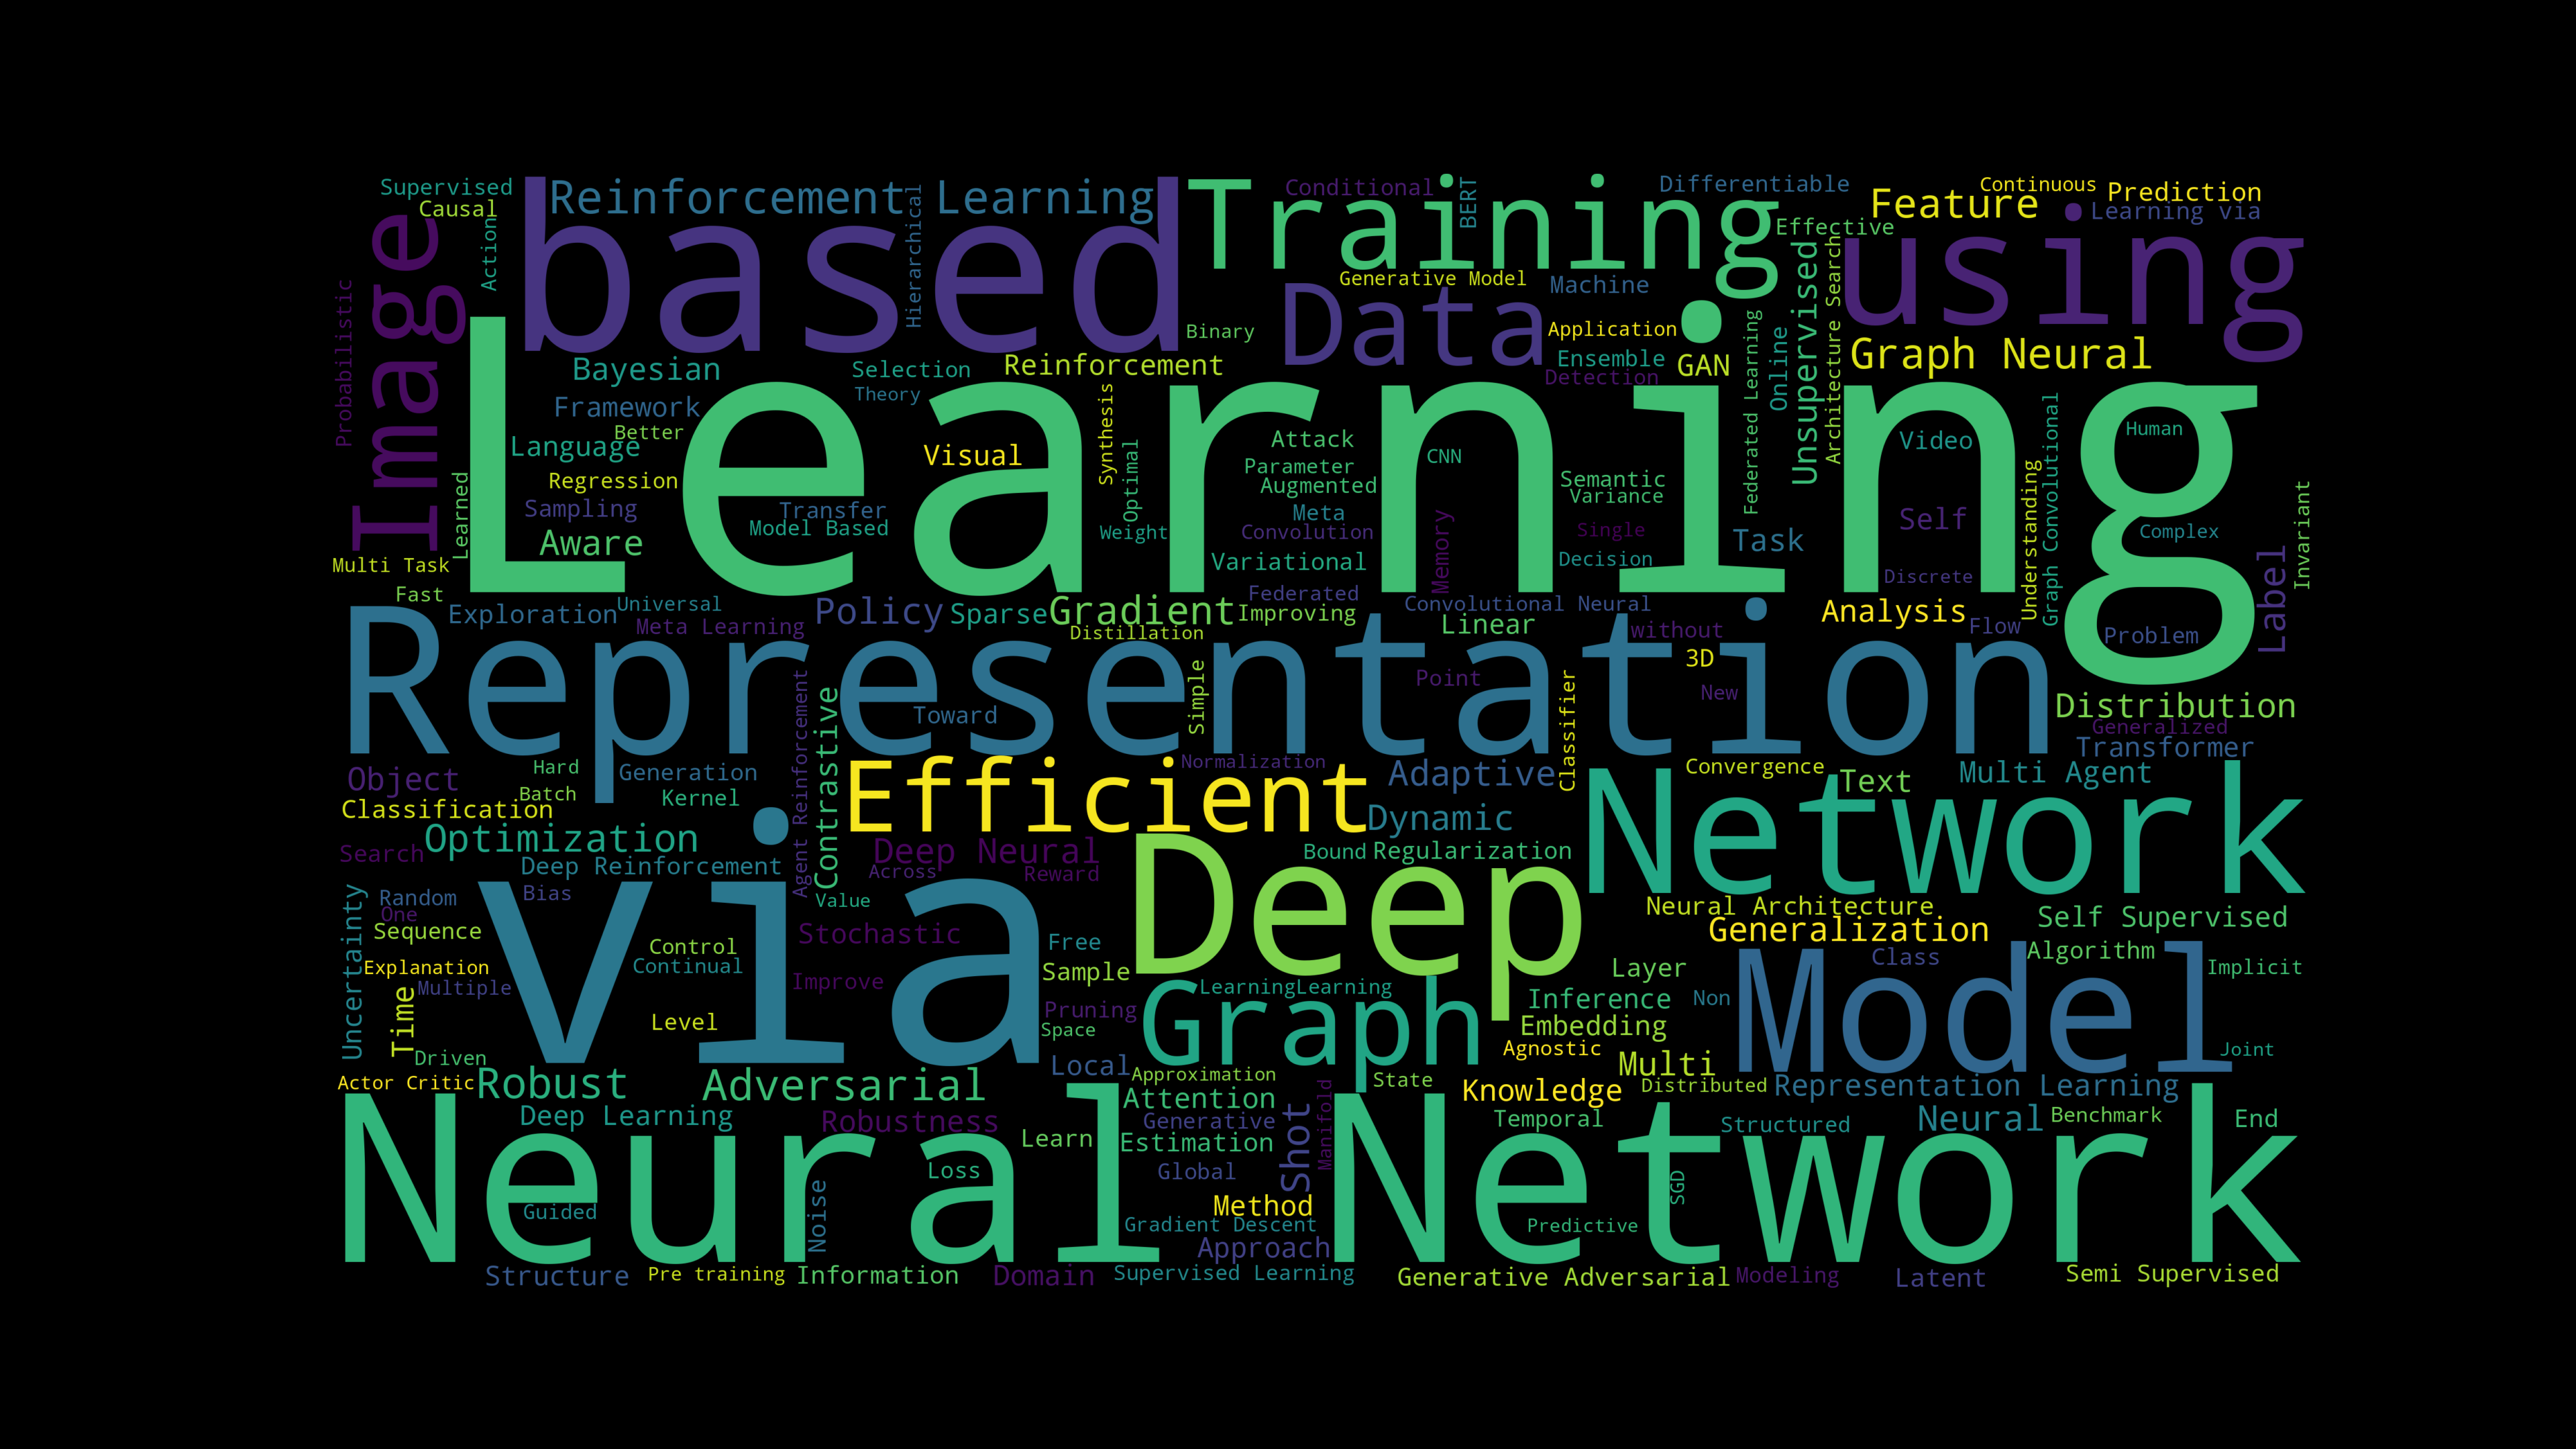 Supervised
Causal
Action
Reinforcement Learning
Hierarchical
based
Training
Conditional
BERT
Differentiable
Effective
Feature
Continuous
Prediction
Learning via
using
Image
Probabilistic
Generative Model
Machine
Data
Binary
Application
Ensemble
Detection
GAN
Federated Learning
Online
Unsupervised
Architecture Search
Graph Neural
Learning
Bayesian
Selection
Reinforcement
Theory
Framework
Better
Language
Visual
Synthesis
Optimal
Attack
Parameter
Augmented
CNN
Semantic
Variance
Video
Human
Graph Convolutional
Understanding
Invariant
Learned
Regression
Sampling
Transfer
Model Based
Weight
Meta
Convolution
Memory
Single
Self
Complex
Aware
Variational
Decision
Task
Discrete
Label
Multi Task
Fast
Exploration
Universal
Meta Learning
Policy
Sparse
Gradient
Distillation
Federated
Improving
Convolutional Neural
Linear
without
Analysis
Flow
Problem
Representation
Agent Reinforcement
Contrastive
Toward
Simple
Point
Classifier
3D
New
Distribution
Generalized
Transformer
Object
Hard
Generation
Batch
Kernel
Classification
Efficient
Normalization
Adaptive
Convergence
Text
Multi Agent
Network
Optimization
Search
Deep Reinforcement
Deep Neural
Across
Reward
Dynamic
Bound
Regularization
Deep
Uncertainty
Random
One
Bias
Sequence
via
Value
Stochastic
Free
Neural Architecture
Generalization
Self Supervised
Control
Continual
Explanation
Multiple
Improve
Sample
Layer
Class
Algorithm
Implicit
Time
Level
Pruning
Space
LearningLearning
Graph
Inference
Non
Embedding
Agnostic
Model
Joint
Driven
Local
Multi
Actor Critic
Robust
Adversarial
Approximation
State
Knowledge
Distributed
Representation Learning
Deep Learning
Robustness
Attention
Generative
Manifold
Shot
Temporal
Structured
Neural
Benchmark
End
Learn
Estimation
Neural Network
Loss
Global
SGD
Noise
Guided
Method
Gradient Descent
Predictive
Approach
Structure
Pre training
Information
Domain
Supervised Learning
Generative Adversarial
Modeling
Latent
Semi Supervised